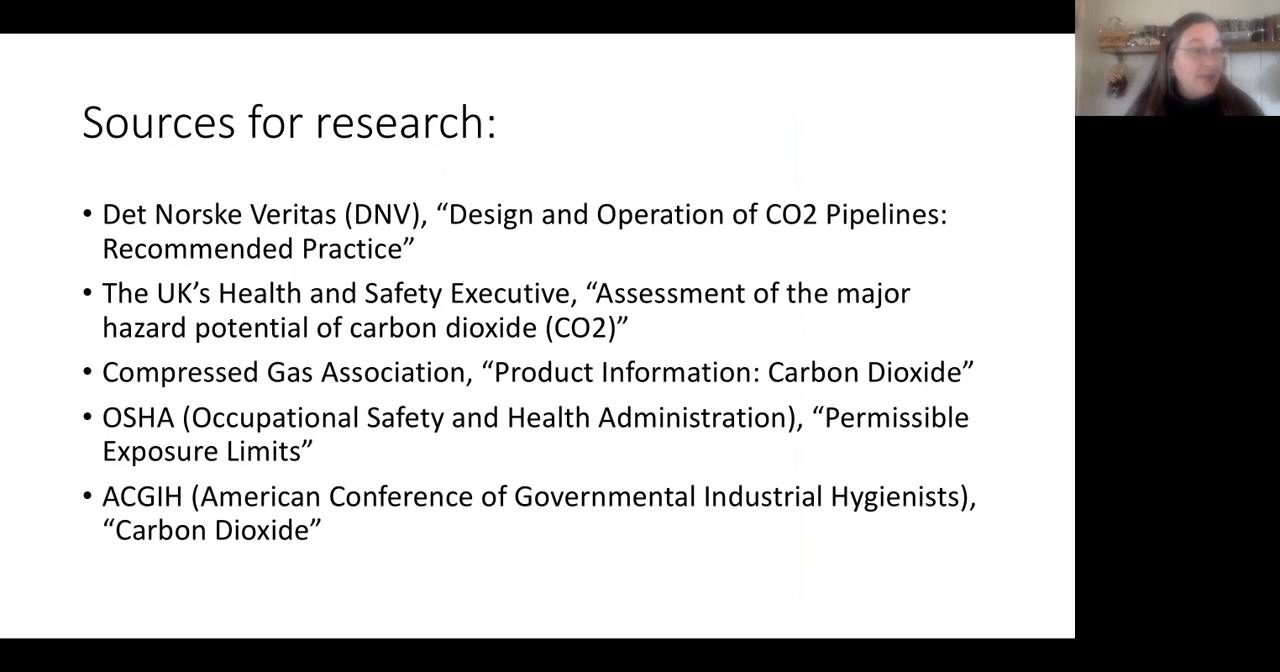 Sources for research:
• Det Norske Veritas (DNV), “Design and Operation of CO2 Pipelines:
Recommended Practice”
• The UK’s Health and Safety Executive, “Assessment of the major
hazard potential of carbon dioxide (CO2)”
• Compressed Gas Association, “Product Information: Carbon Dioxide”
• OSHA (Occupational Safety and Health Administration), “Permissible
Exposure Limits”
• ACGIH (American Conference of Governmental Industrial Hygienists),
“Carbon Dioxide”